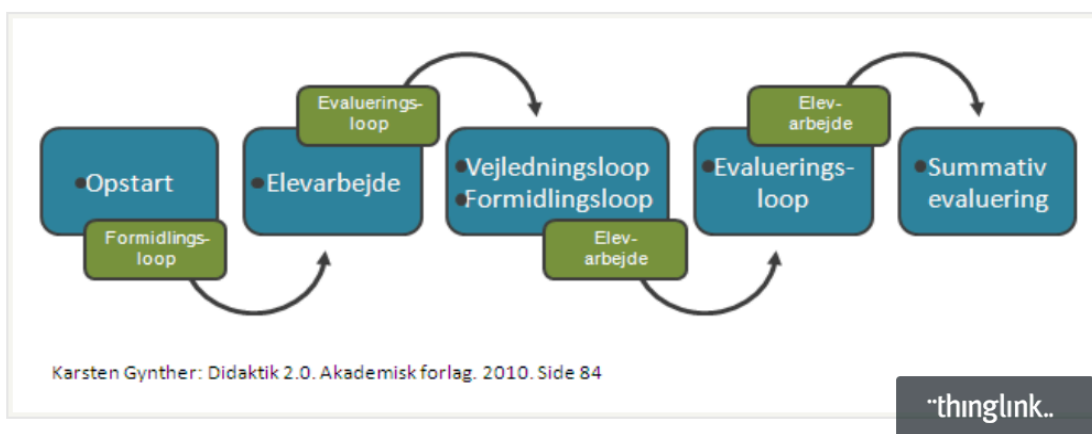 Opstart
Formidlings-
loop
Elevarbejde
Evaluerings-
loop
Vejledningsloop
Formidlingsloop
Elev-
arbejde
Evaluerings-
loop
Elev-
arbejde
Summativ
evaluering
Karsten Gynther: Didaktik 2.0. Akademisk forlag. 2010. Side 84
¨thınglınk..